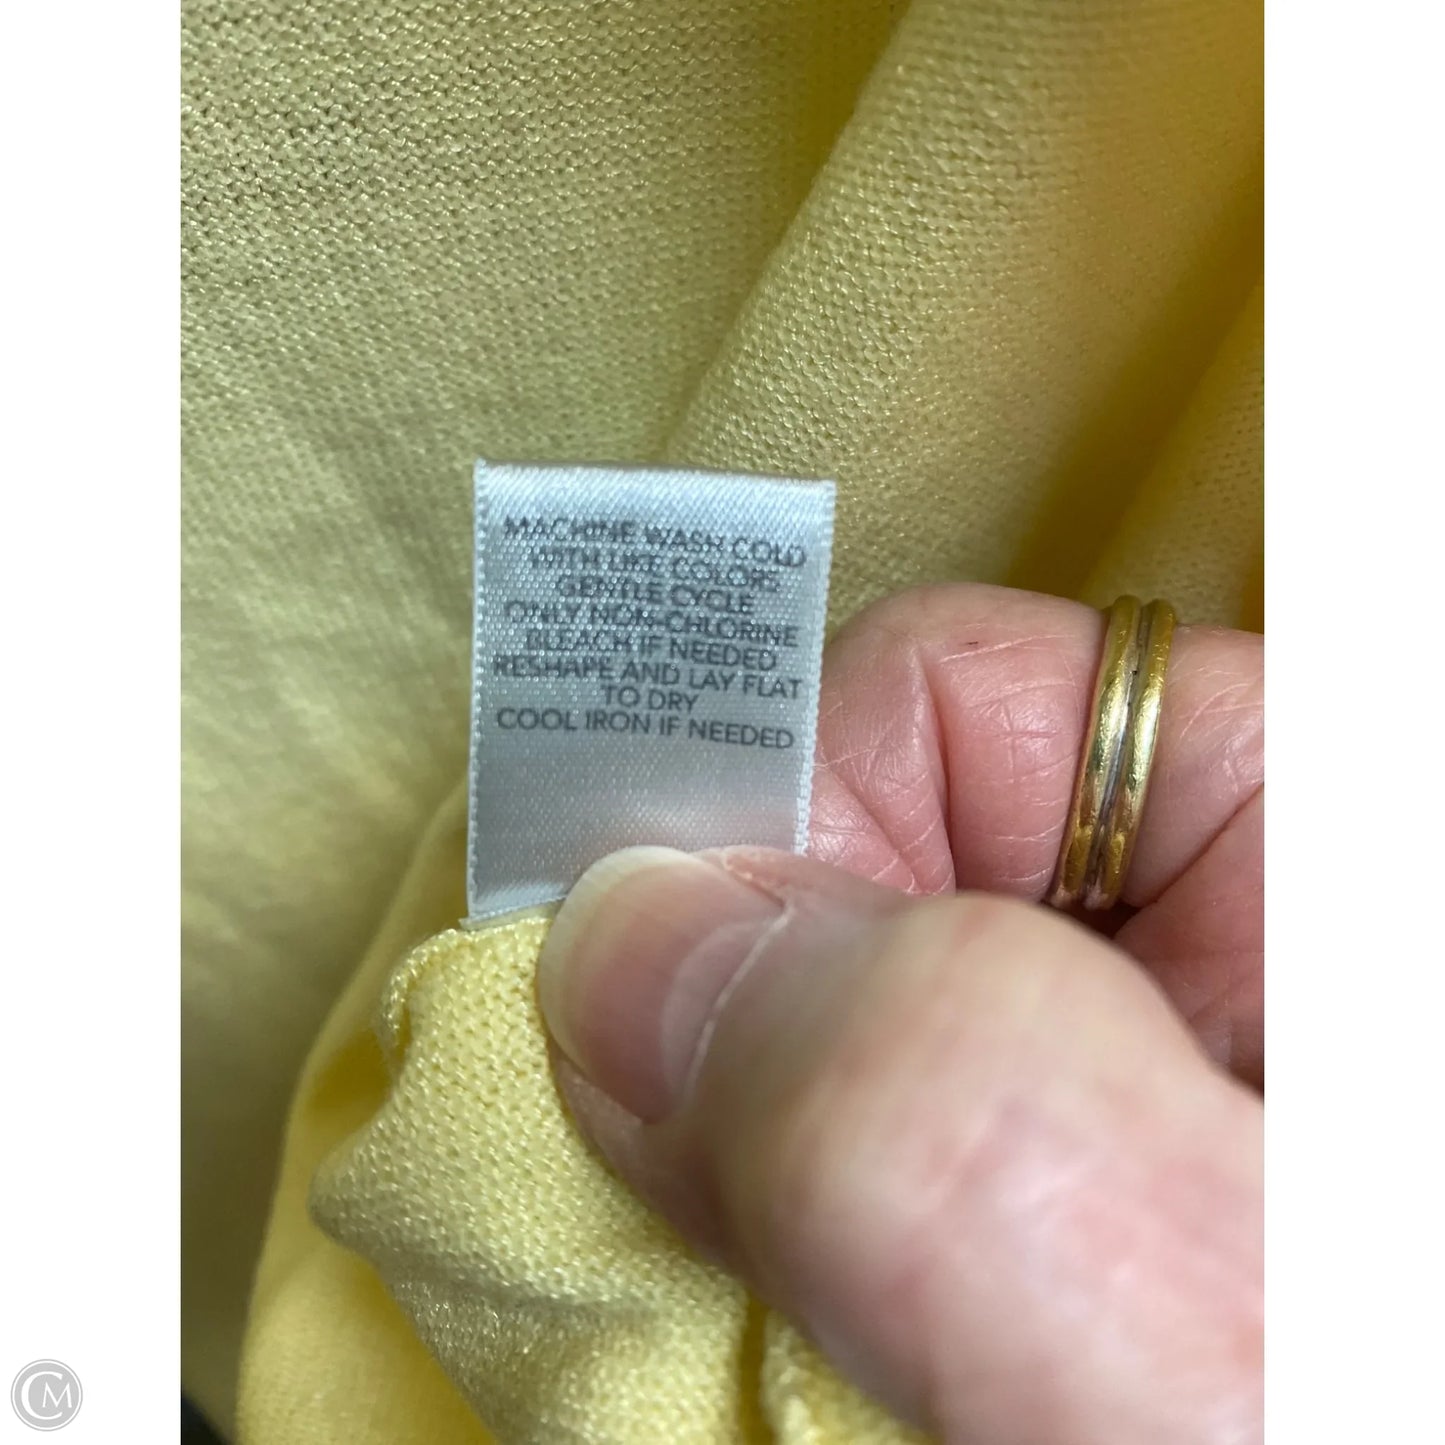 MACHINE WASH COLD
WITH LIKE COLORS
GENTLE CYCLE
ONLY NON-CHLORINE
BLEACH IF NEEDED
RESHAPE AND LAY FLAT
TO DRY
COOL IRON IF NEEDED
CM